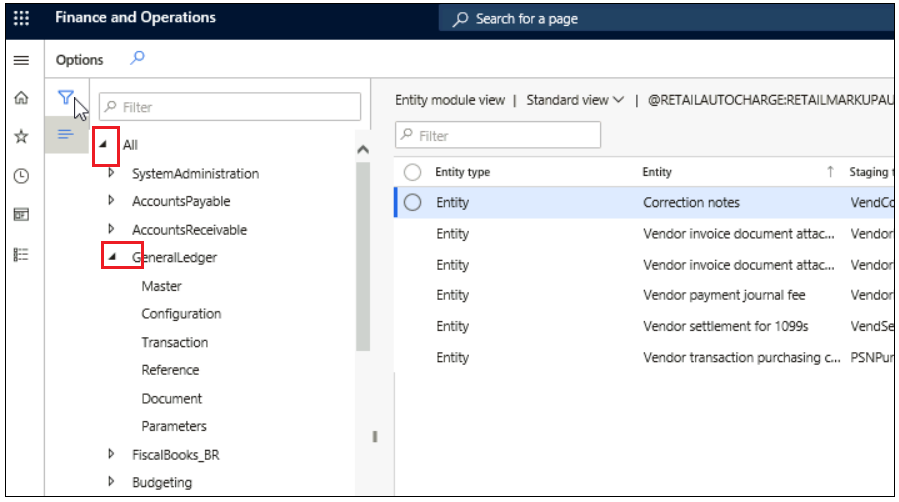 Finance and Operations
Search for a page
Options
Filter
All
SystemAdministration
AccountsPayable
AccountsReceivable
GeneralLedger
Master
Configuration
Transaction
Reference
Document
Parameters
FiscalBooks_BR
Budgeting
Entity module view | Standard view | @RETAILAUTOCHARGE:RETAILMARKUPAU
Filter
Entity type Entity Staging t
Entity Correction notes VendCo
Entity Vendor invoice document attac... Vendor
Entity Vendor invoice document attac... Vendor
Entity Vendor payment journal fee Vendor
Entity Vendor settlement for 1099s VendSe
Entity Vendor transaction purchasing c... PSNPur